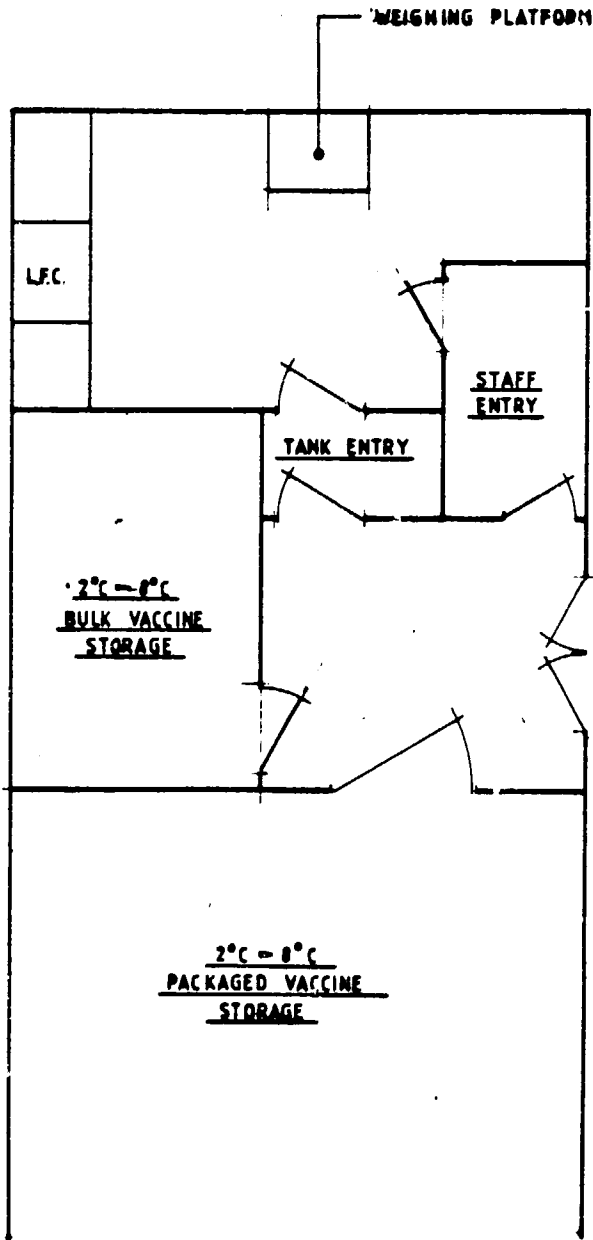 WEIGHING PLATFORM
L.F.C.
STAFF
ENTRY
TANK ENTRY
2°C – 8°C
BULK VACCINE
STORAGE
2°C – 8°C
PACKAGED VACCINE
STORAGE